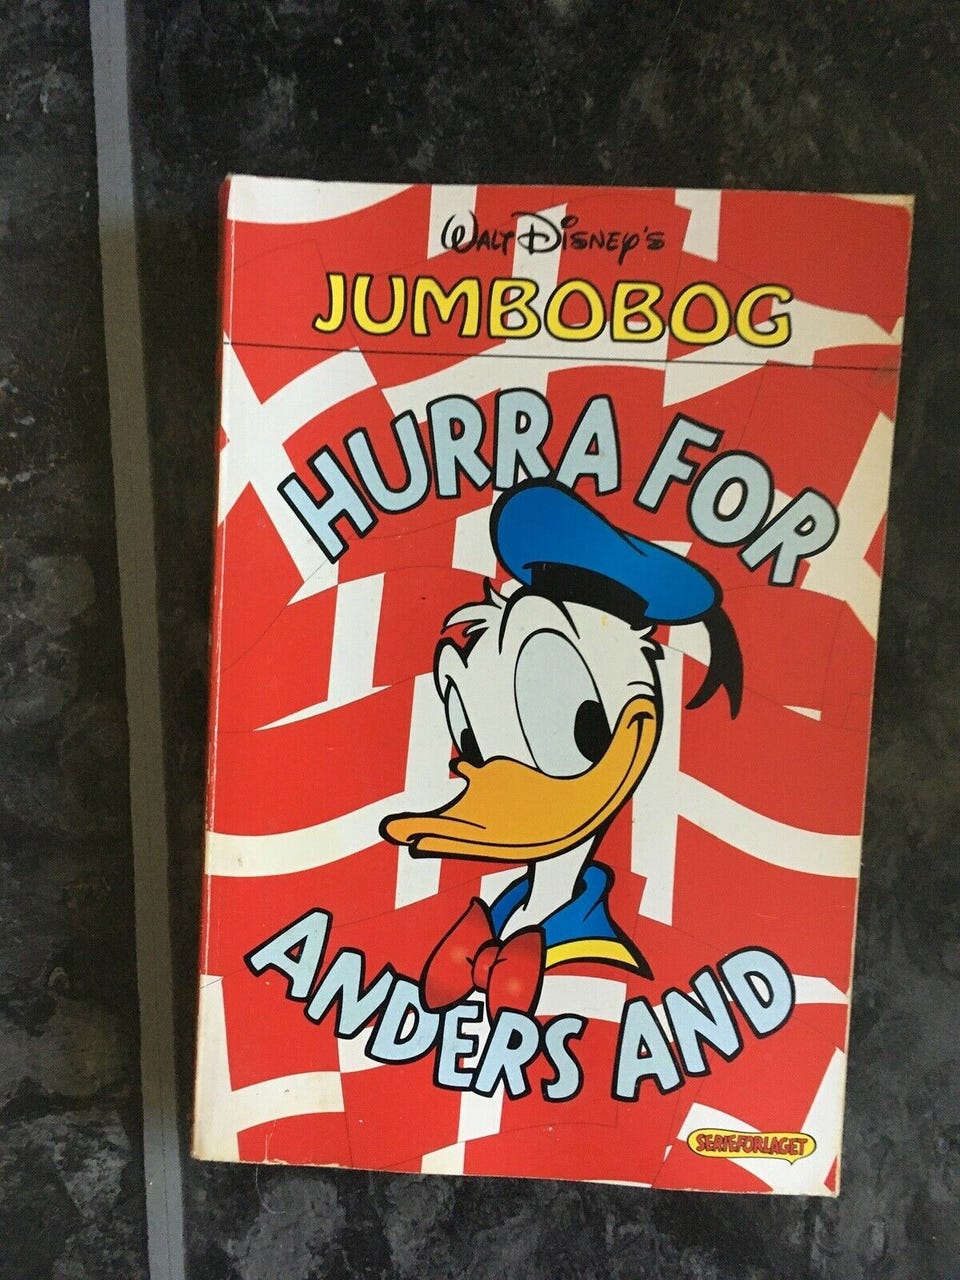 WALT DISNEY'S
JUMBOBOG
HURRA FOR
ANDERS AND
SERIEFORLAGET